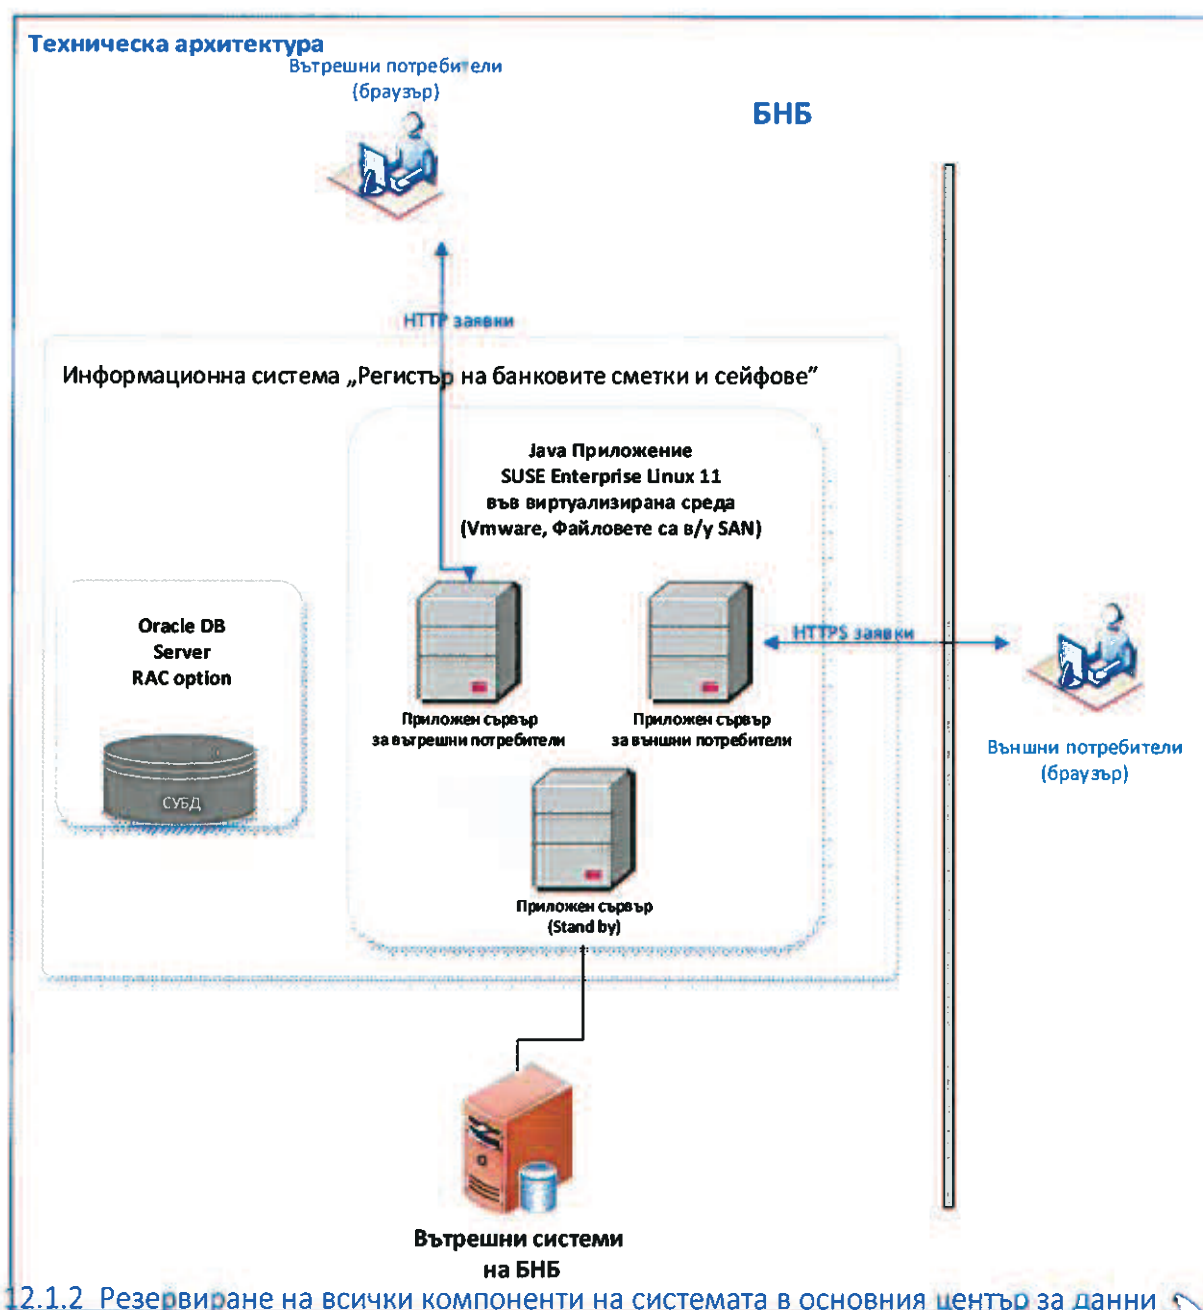 Техническа архитектура
Вътрешни потребители
(браузър)
БНБ
HTTP заявки
Информационна система „Регистър на банковите сметки и сейфове”
Java Приложение
SUSE Enterprise Linux 11
във виртуализирана среда
(Vmware, Файловете са в/у SAN)
Oracle DB
Server
RAC option
СУБД
Приложен сървър
за вътрешни потребители
Приложен сървър
за външни потребители
HTTPS заявки
Външни потребители
(браузър)
Приложен сървър
(Stand by)
Вътрешни системи
на БНБ
12.1.2 Резервиране на всички компоненти на системата в основния център за данни